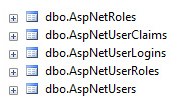 dbo.AspNetRoles
dbo.AspNetUserClaims
dbo.AspNetUserLogins
dbo.AspNetUserRoles
dbo.AspNetUsers